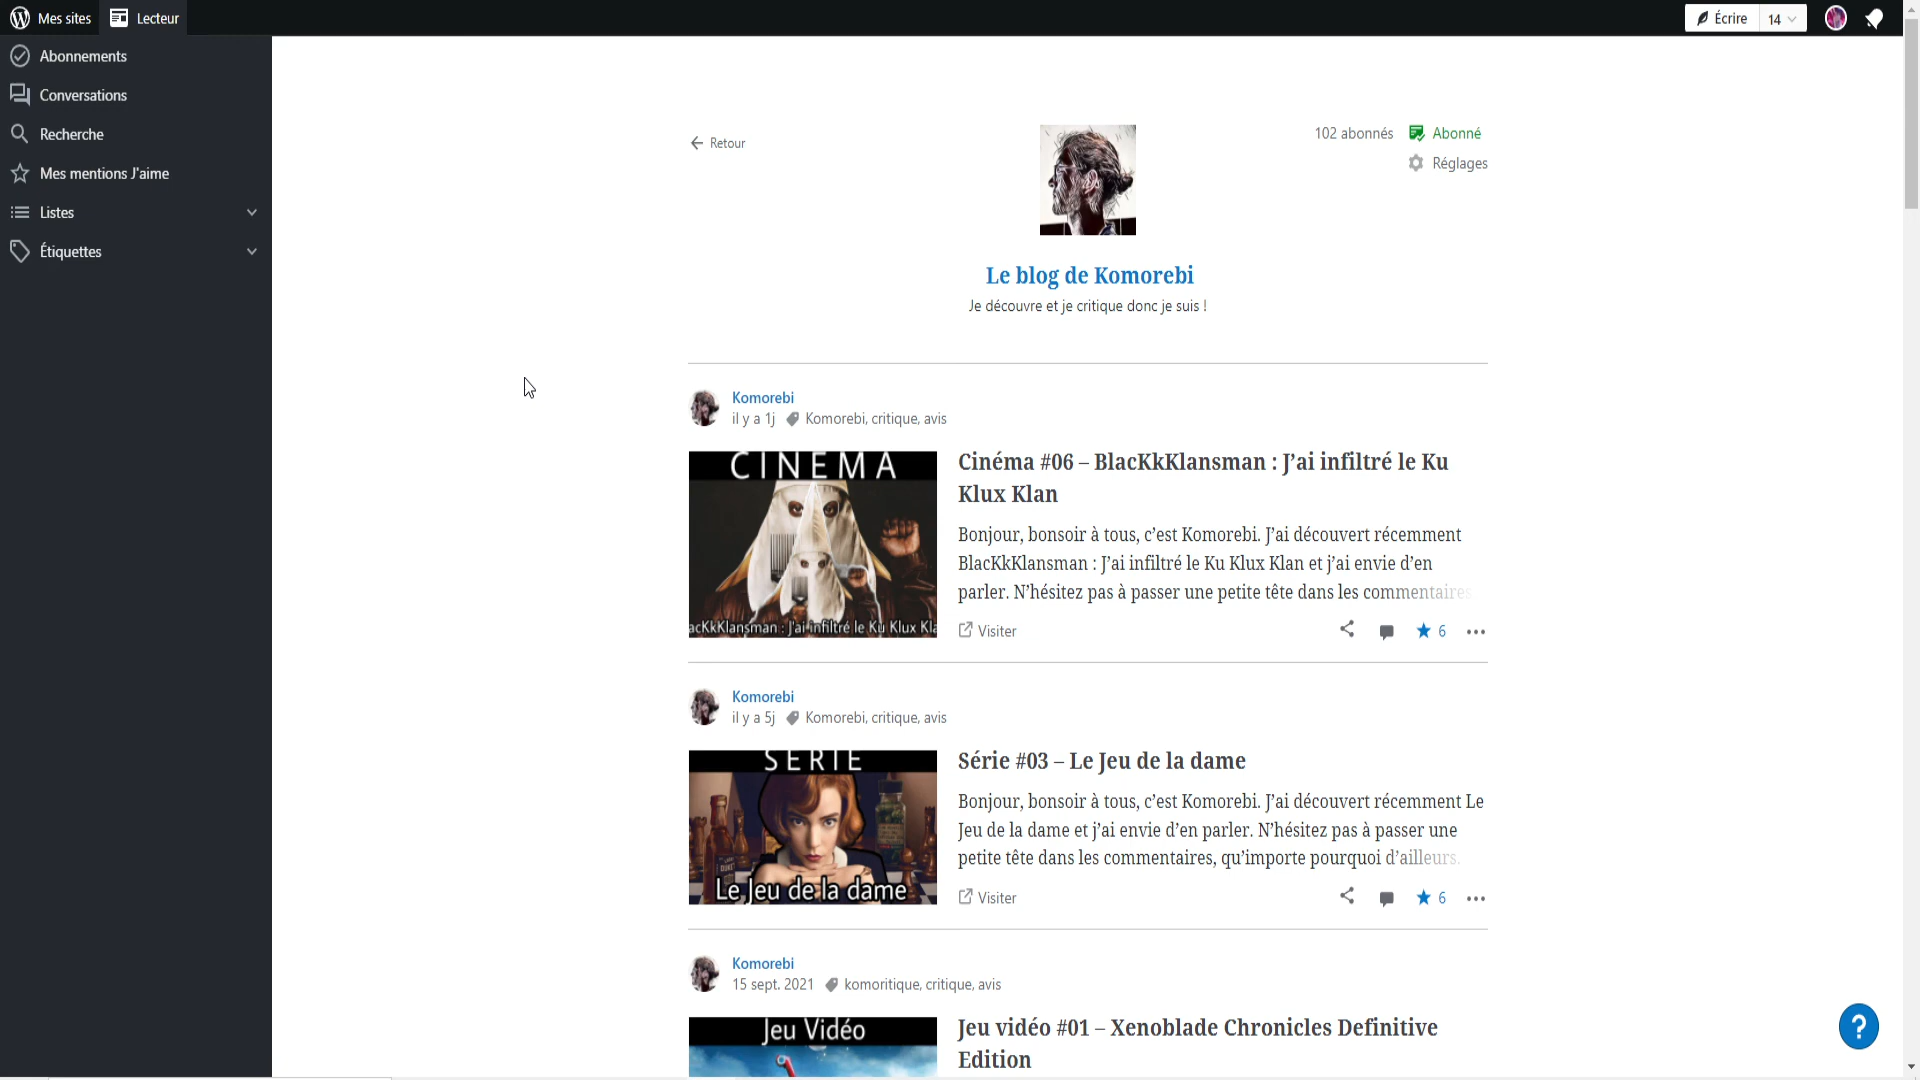 Mes sites
Lecteur
Écrire
14
Abonnements
Conversations
Recherche
Mes mentions J'aime
Listes
Étiquettes
Retour
102 abonnés
Abonné
Réglages
Le blog de Komorebi
Je découvre et je critique donc je suis !
Komorebi
il y a 1j
Komorebi, critique, avis
CINEMA
acKkKlansman : J'ai infiltré le Ku Klux Kla
Cinéma #06 – BlacKkKlansman : J’ai infiltré le Ku
Klux Klan
Bonjour, bonsoir à tous, c’est Komorebi. J’ai découvert récemment
BlacKkKlansman : J’ai infiltré le Ku Klux Klan et j’ai envie d’en
parler. N’hésitez pas à passer une petite tête dans les commentaires
Visiter
6
Komorebi
il y a 5j
Komorebi, critique, avis
SERIE
Le Jeu de la dame
Série #03 – Le Jeu de la dame
Bonjour, bonsoir à tous, c’est Komorebi. J’ai découvert récemment Le
Jeu de la dame et j’ai envie d’en parler. N’hésitez pas à passer une
petite tête dans les commentaires, qu’importe pourquoi d’ailleurs.
Visiter
6
Komorebi
15 sept. 2021
komoritique, critique, avis
Jeu Vidéo
Jeu vidéo #01 – Xenoblade Chronicles Definitive
Edition
?